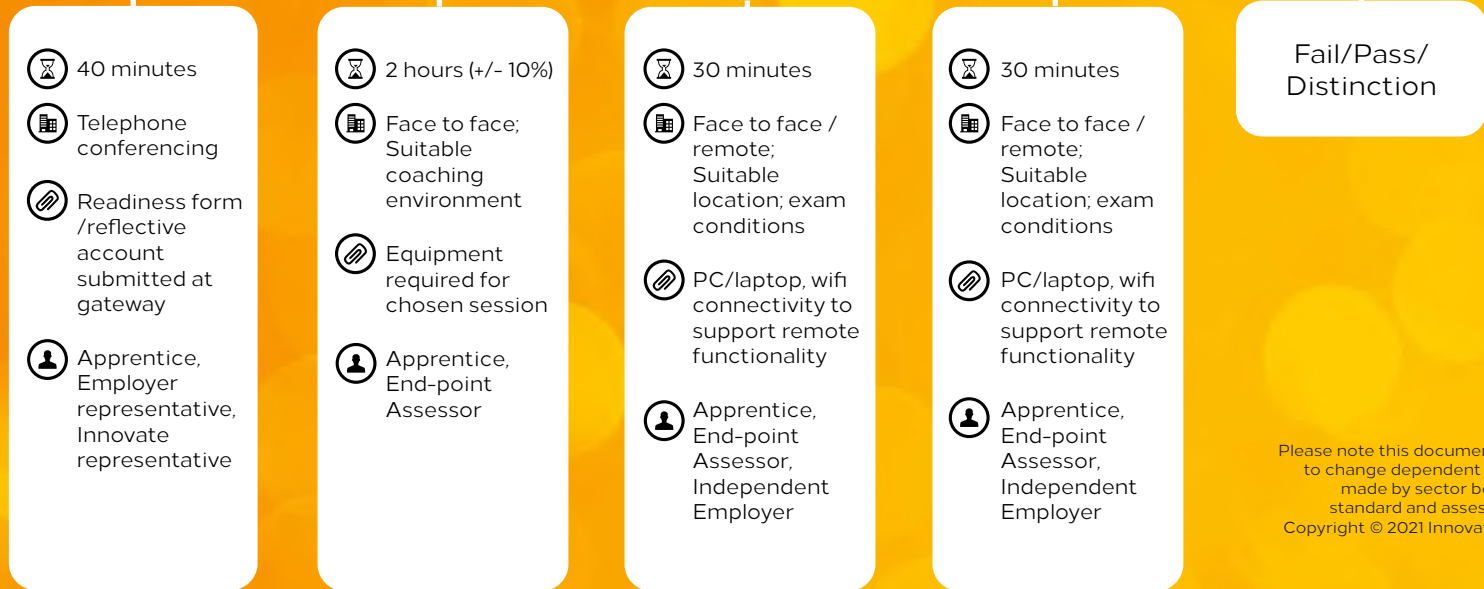 40 minutes
Telephone
conferencing
Readiness form
/reflective
account
submitted at
gateway
Apprentice,
Employer
representative,
Innovate
representative
2 hours (+/- 10%)
Face to face;
Suitable
coaching
environment
Equipment
required for
chosen session
Apprentice,
End-point
Assessor
30 minutes
Face to face /
remote;
Suitable
location; exam
conditions
PC/laptop, wifi
connectivity to
support remote
functionality
Apprentice,
End-point
Assessor,
Independent
Employer
30 minutes
Face to face /
remote;
Suitable
location; exam
conditions
PC/laptop, wifi
connectivity to
support remote
functionality
Apprentice,
End-point
Assessor,
Independent
Employer
Fail/Pass/
Distinction
Please note this documen
to change dependent
made by sector b
standard and asses
Copyright © 2021 Innova